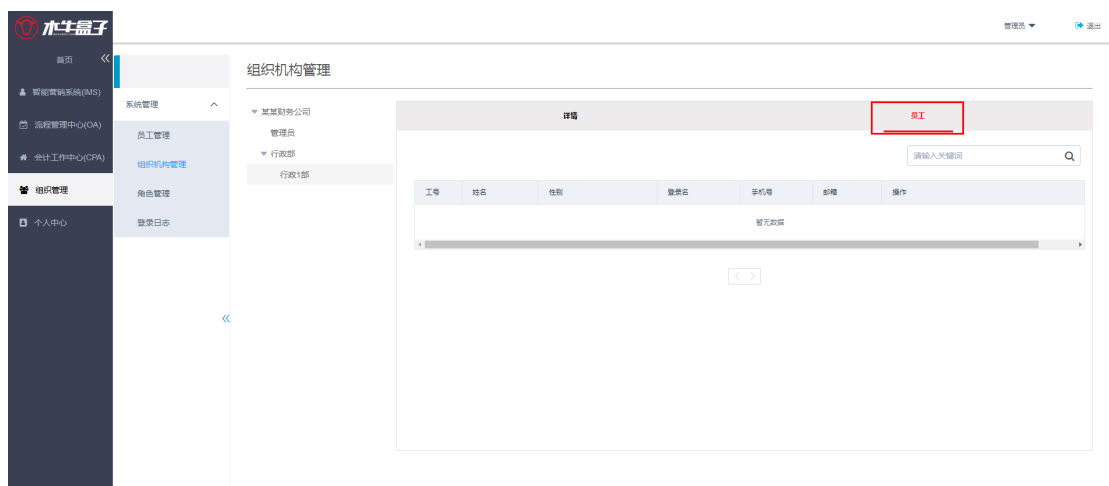 水牛盒子
管理员
退出
首页
智能营销系统(IMS)
流程管理中心(OA)
会计工作中心(CPA)
组织管理
个人中心
系统管理
员工管理
组织机构管理
角色管理
登录日志
组织机构管理
某某财务公司
管理员
行政部
行政1部
详情
员工
请输入关键词
工号 姓名 性别 登录名 手机号 邮箱 操作
暂无数据